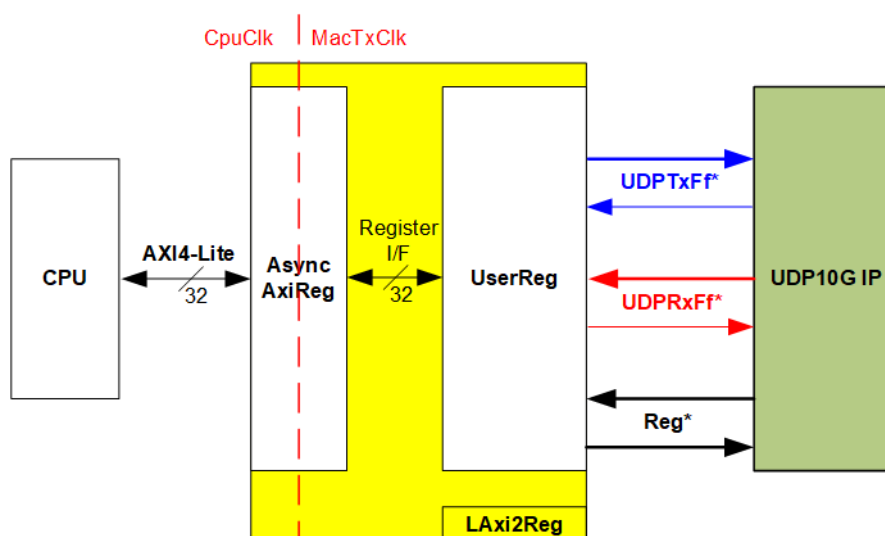 CpuClk
MacTxClk
CPU
AXI4-Lite
32
Async
AxiReg
Register
I/F
32
UserReg
UDPTxFf*
UDPRxFf*
Reg*
UDP10G IP
LAxi2Reg